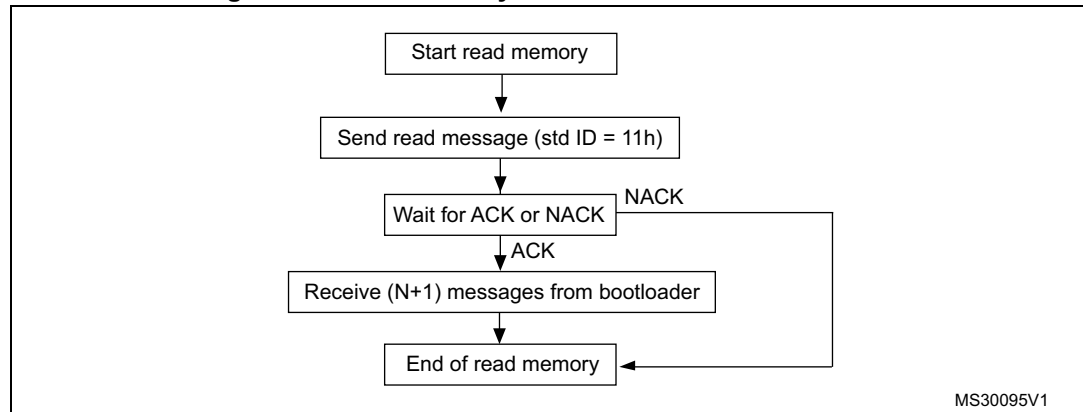 Start read memory
Send read message (std ID = 11h)
Wait for ACK or NACK
NACK
ACK
Receive (N+1) messages from bootloader
End of read memory
MS30095V1